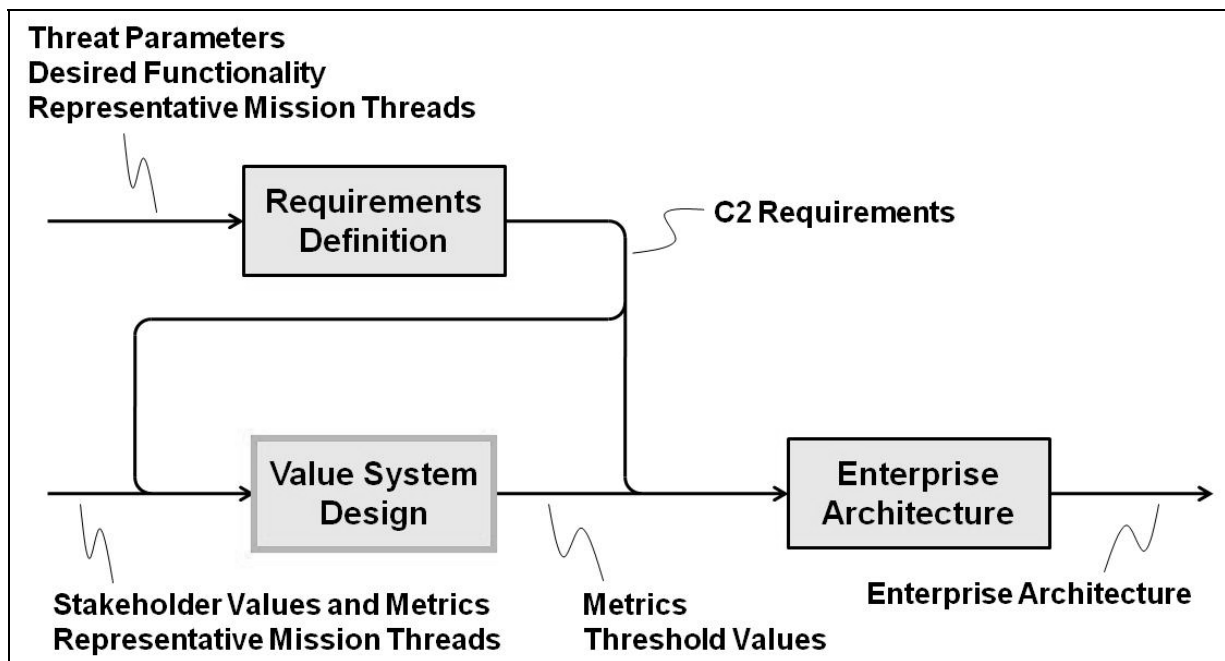 Threat Parameters
Desired Functionality
Representative Mission Threads
Requirements
Definition
C2 Requirements
Value System
Design
Enterprise
Architecture
Stakeholder Values and Metrics
Representative Mission Threads
Metrics
Threshold Values
Enterprise Architecture